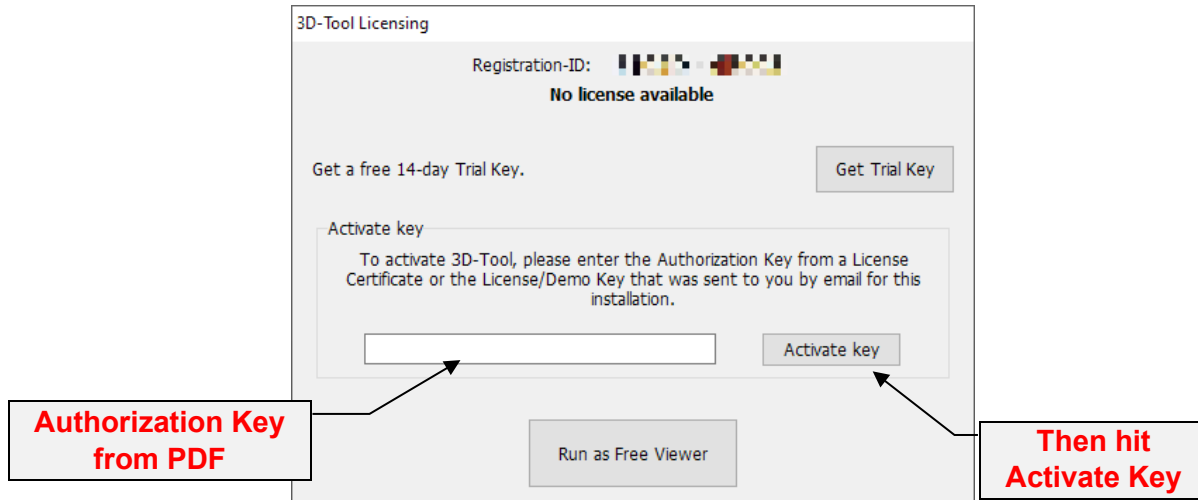 3D-Tool Licensing
Registration-ID:
No license available
Get a free 14-day Trial Key.
Get Trial Key
Activate key
To activate 3D-Tool, please enter the Authorization Key from a License
Certificate or the License/Demo Key that was sent to you by email for this
installation.
Activate key
Authorization Key
from PDF
Run as Free Viewer
Then hit
Activate Key